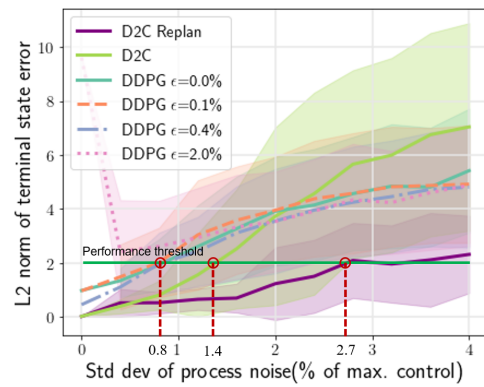 L2 norm of terminal state error
10
8
6
4
2
0
D2C Replan
D2C
DDPG ϵ=0.0%
DDPG ϵ=0.1%
DDPG ϵ=0.4%
DDPG ϵ=2.0%
Performance threshold
0 0.8 1 1.4 2 2.7 3 4
Std dev of process noise(% of max. control)